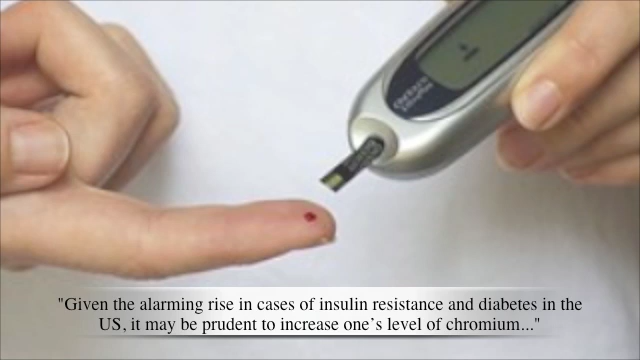 "Given the alarming rise in cases of insulin resistance and diabetes in the
US, it may be prudent to increase one's level of chromium..."